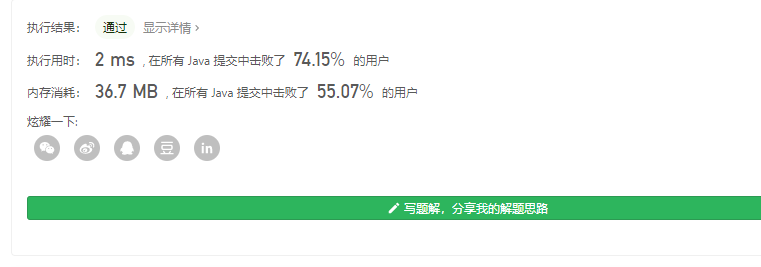 执行结果： 通过 显示详情 ›
执行用时： 2 ms , 在所有 Java 提交中击败了 74.15% 的用户
内存消耗： 36.7 MB , 在所有 Java 提交中击败了 55.07% 的用户
炫耀一下:
豆 in
写题解，分享我的解题思路